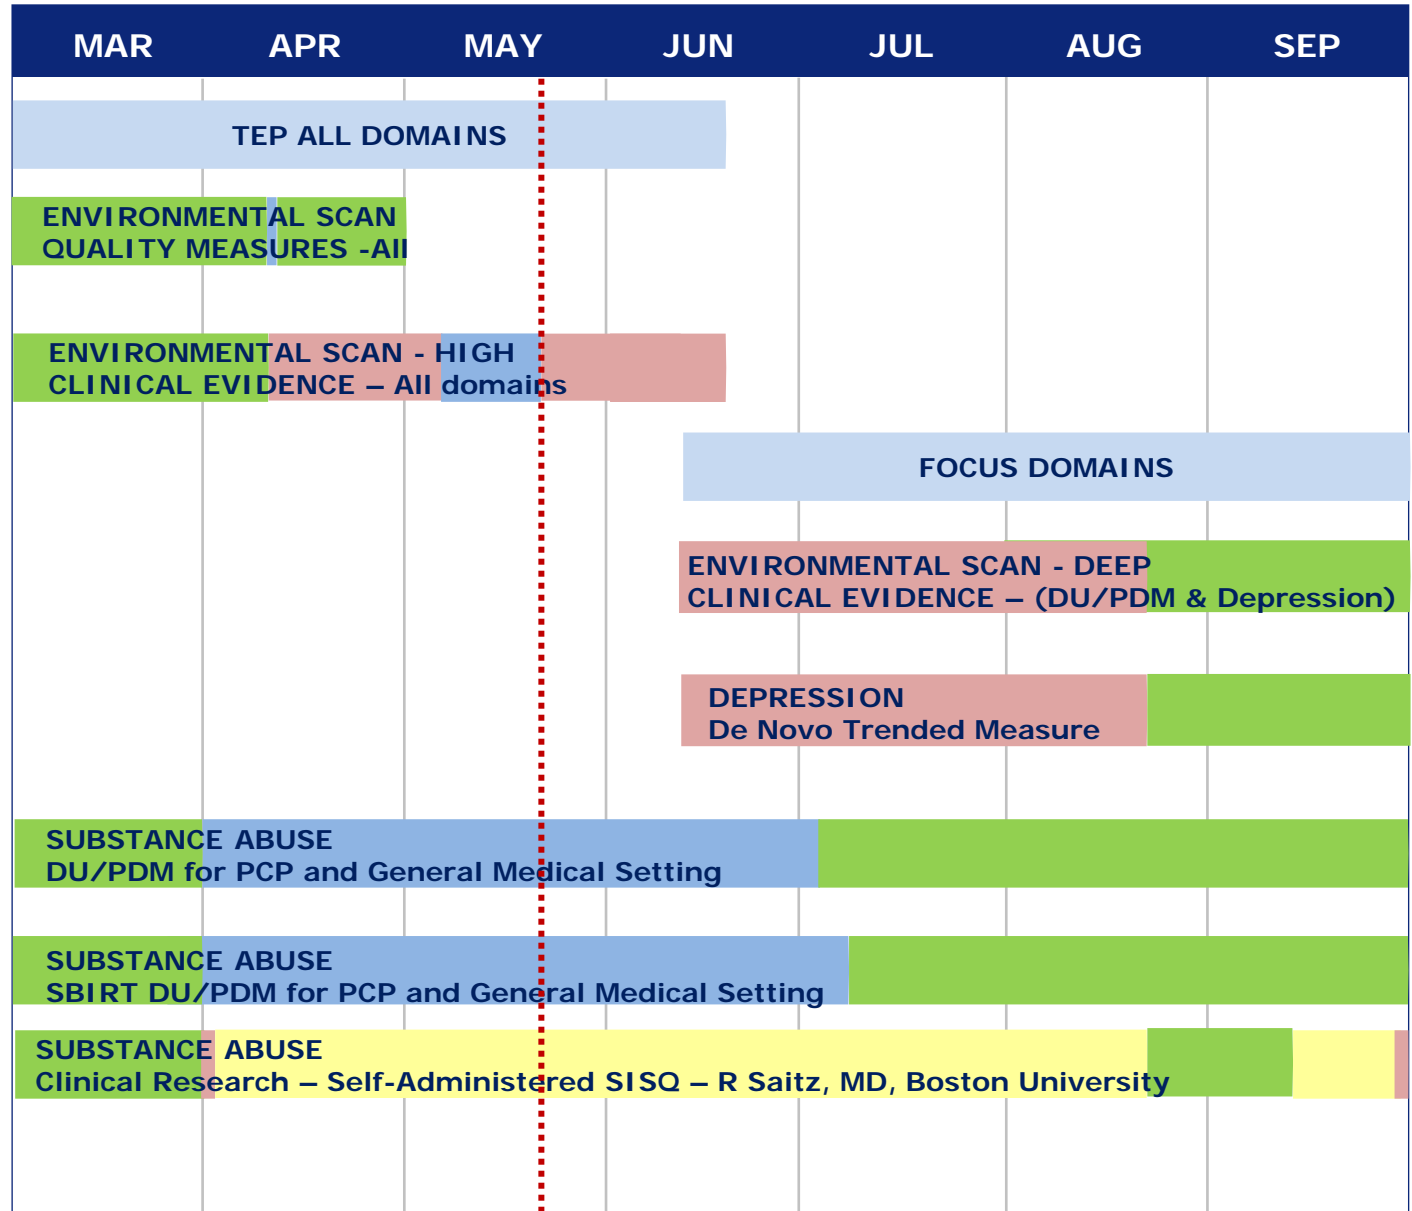 MAR APR MAY JUN JUL AUG SEP
TEP ALL DOMAINS
ENVIRONMENTAL SCAN
QUALITY MEASURES -All
ENVIRONMENTAL SCAN - HIGH
CLINICAL EVIDENCE – All domains
FOCUS DOMAINS
ENVIRONMENTAL SCAN - DEEP
CLINICAL EVIDENCE – (DU/PDM & Depression)
DEPRESSION
De Novo Trended Measure
SUBSTANCE ABUSE
DU/PDM for PCP and General Medical Setting
SUBSTANCE ABUSE
SBIRT DU/PDM for PCP and General Medical Setting
SUBSTANCE ABUSE
Clinical Research – Self-Administered SISQ – R Saitz, MD, Boston University